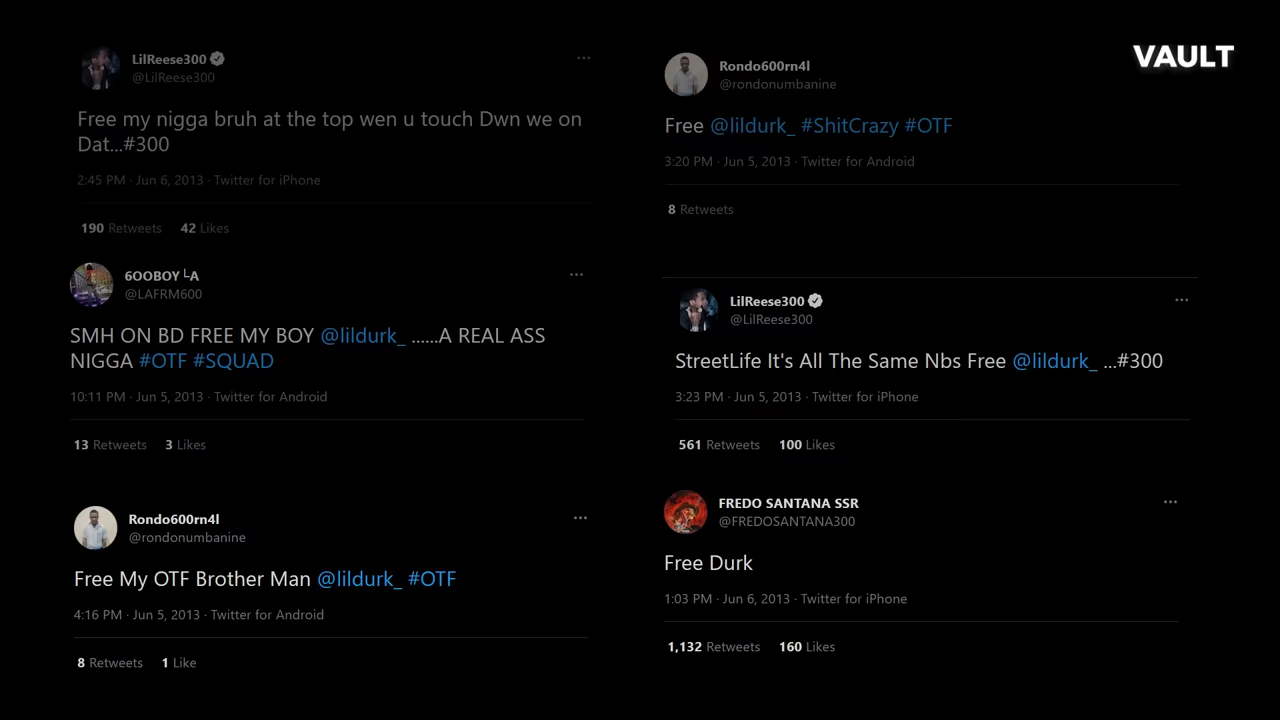 VAULT
LilReese300
@LilReese300
Free my nigga bruh at the top wen u touch Dwn we on
Dat...#300
2:45 PM · Jun 6, 2013 · Twitter for iPhone
190 Retweets 42 Likes
Rondo600rn4l
@rondonumbanine
Free @lildurk_ #ShitCrazy #OTF
3:20 PM · Jun 5, 2013 · Twitter for Android
8 Retweets
6OOBOY └A
@LAFRM600
SMH ON BD FREE MY BOY @lildurk_ ......A REAL ASS
NIGGA #OTF #SQUAD
10:11 PM · Jun 5, 2013 · Twitter for Android
13 Retweets 3 Likes
LilReese300
@LilReese300
StreetLife It's All The Same Nbs Free @lildurk_ ...#300
3:23 PM · Jun 5, 2013 · Twitter for iPhone
561 Retweets 100 Likes
Rondo600rn4l
@rondonumbanine
Free My OTF Brother Man @lildurk_ #OTF
4:16 PM · Jun 5, 2013 · Twitter for Android
8 Retweets 1 Like
FREDO SANTANA SSR
@FREDOSANTANA300
Free Durk
1:03 PM · Jun 6, 2013 · Twitter for iPhone
1,132 Retweets 160 Likes